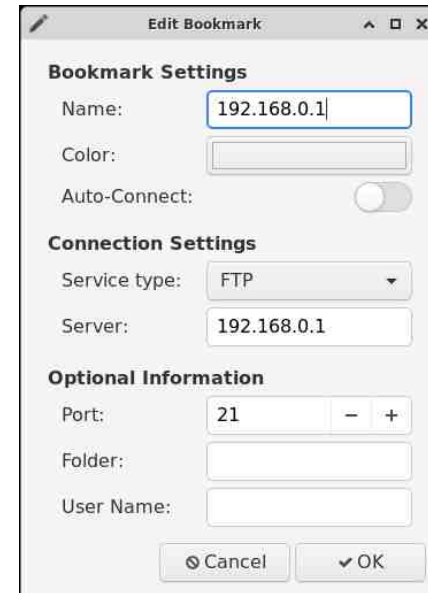 Edit Bookmark
Bookmark Settings
Name: 192.168.0.1
Color:
Auto-Connect:
Connection Settings
Service type: FTP
Server: 192.168.0.1
Optional Information
Port: 21 − +
Folder:
User Name:
Cancel OK